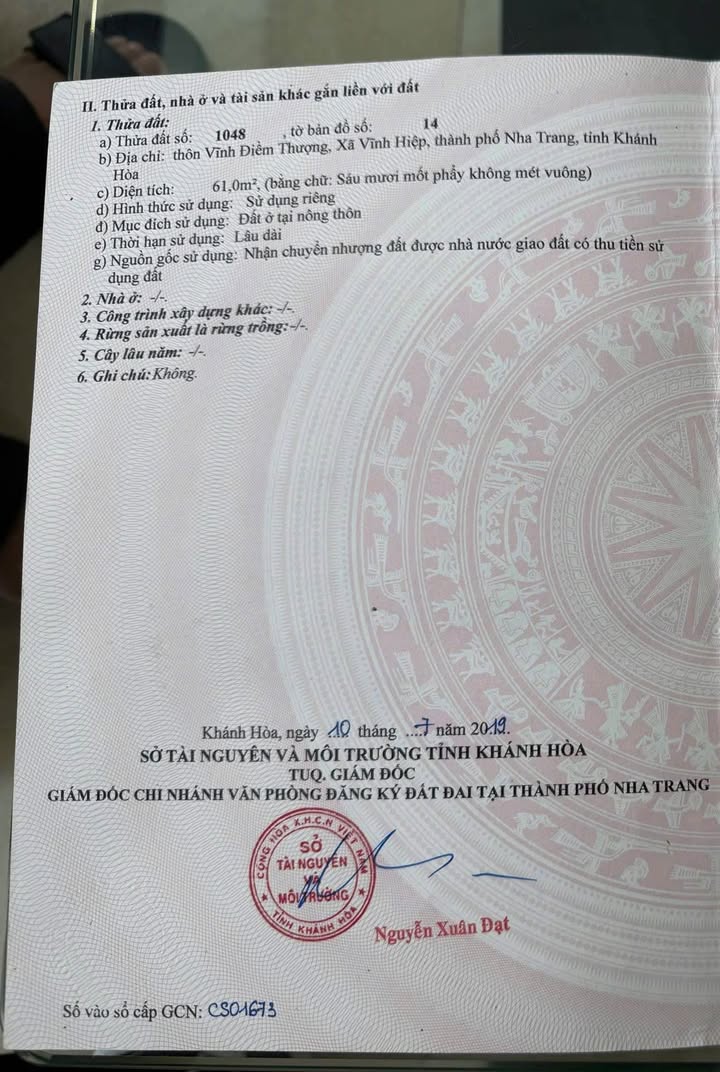 II. Thửa đất, nhà ở và tài sản khác gắn liền với đất
1. Thửa đất:
a) Thửa đất số: 1048 , tờ bản đồ số: 14
b) Địa chỉ: thôn Vĩnh Điềm Thượng, Xã Vĩnh Hiệp, thành phố Nha Trang, tỉnh Khánh
Hòa
c) Diện tích: 61,0m², (bằng chữ: Sáu mươi mốt phẩy không mét vuông)
d) Hình thức sử dụng: Sử dụng riêng
đ) Mục đích sử dụng: Đất ở tại nông thôn
e) Thời hạn sử dụng: Lâu dài
g) Nguồn gốc sử dụng: Nhận chuyển nhượng đất được nhà nước giao đất có thu tiền sử
dụng đất
2. Nhà ở: -/-.
3. Công trình xây dựng khác: -/-.
4. Rừng sản xuất là rừng trồng: -/-.
5. Cây lâu năm: -/-.
6. Ghi chú: Không.
Khánh Hòa, ngày 10 tháng ....7 năm 2019.
SỞ TÀI NGUYÊN VÀ MÔI TRƯỜNG TỈNH KHÁNH HÒA
TUQ. GIÁM ĐỐC
GIÁM ĐỐC CHI NHÁNH VĂN PHÒNG ĐĂNG KÝ ĐẤT ĐAI TẠI THÀNH PHỐ NHA TRANG
CỘNG HÒA X.H.C.N VIỆT NAM
SỞ
TÀI NGUYÊN
VÀ
MÔI TRƯỜNG
TỈNH KHÁNH HÒA
Nguyễn Xuân Đạt
Số vào sổ cấp GCN: CS01673